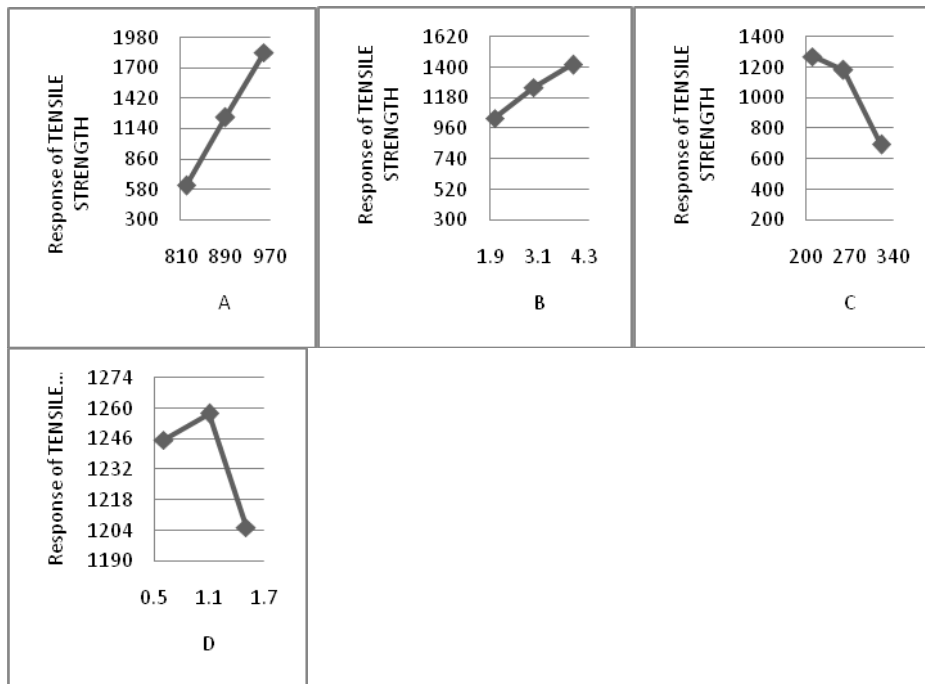 Response of TENSILE
STRENGTH
1980
1700
1420
1140
860
580
300
810 890 970
A
Response of TENSILE
STRENGTH
1620
1400
1180
960
740
520
300
1.9 3.1 4.3
B
Response of TENSILE
STRENGTH
1400
1200
1000
800
600
400
200
200 270 340
C
Response of TENSILE...
1274
1260
1246
1232
1218
1204
1190
0.5 1.1 1.7
D